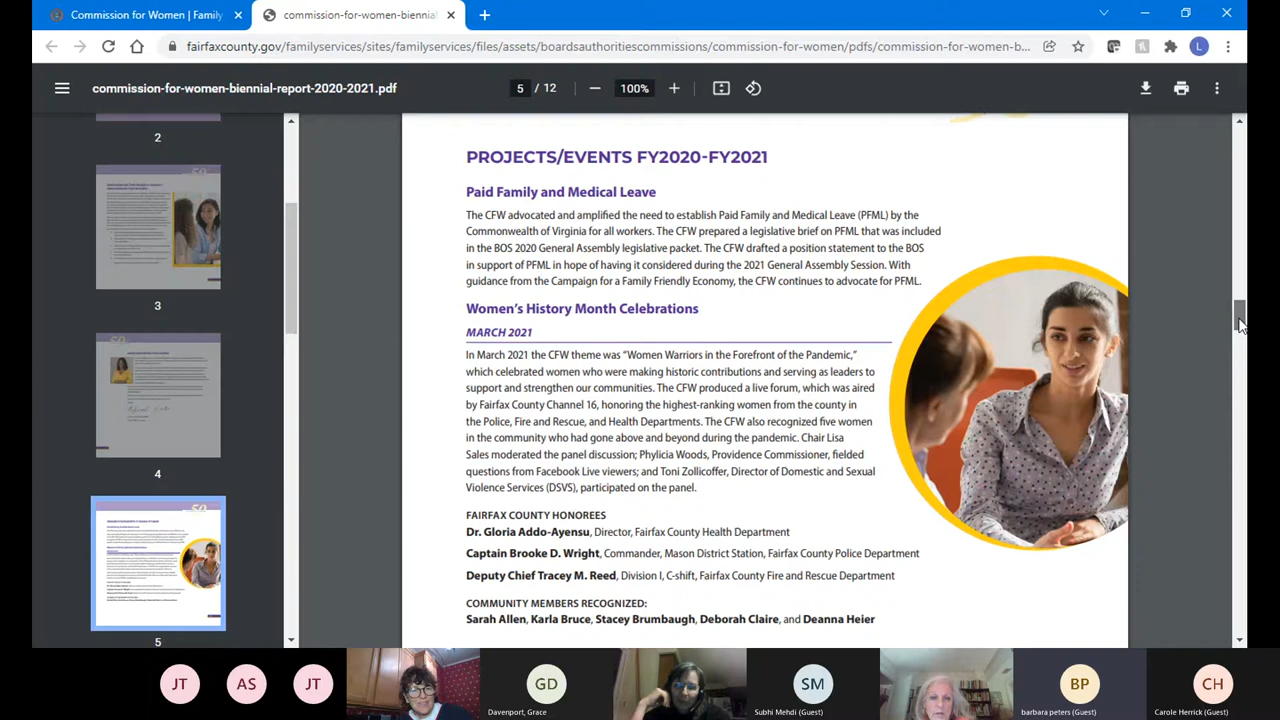 Commission for Women | Family
commission-for-women-biennial
fairfaxcounty.gov/familyservices/sites/familyservices/files/assets/boardsauthoritiescommissions/commission-for-women/pdfs/commission-for-women-b...
L
commission-for-women-biennial-report-2020-2021.pdf
5 / 12
100%
2
3
4
5
PROJECTS/EVENTS FY2020-FY2021
Paid Family and Medical Leave
The CFW advocated and amplified the need to establish Paid Family and Medical Leave (PFML) by the
Commonwealth of Virginia for all workers. The CFW prepared a legislative brief on PFML that was included
in the BOS 2020 General Assembly legislative packet. The CFW drafted a position statement to the BOS
in support of PFML in hope of having it considered during the 2021 General Assembly Session. With
guidance from the Campaign for a Family Friendly Economy, the CFW continues to advocate for PFML.
Women's History Month Celebrations
MARCH 2021
In March 2021 the CFW theme was "Women Warriors in the Forefront of the Pandemic,"
which celebrated women who were making historic contributions and serving as leaders to
support and strengthen our communities. The CFW produced a live forum, which was aired
by Fairfax County Channel 16, honoring the highest-ranking women from the county in
the Police, Fire and Rescue, and Health Departments. The CFW also recognized five women
in the community who had gone above and beyond during the pandemic. Chair Lisa
Sales moderated the panel discussion; Phylicia Woods, Providence Commissioner, fielded
questions from Facebook Live viewers; and Toni Zollicoffer, Director of Domestic and Sexual
Violence Services (DSVS), participated on the panel.
FAIRFAX COUNTY HONOREES
Dr. Gloria Addo-Ayensu, Director, Fairfax County Health Department
Captain Brooke D. Wright, Commander, Mason District Station, Fairfax County Police Department
Deputy Chief Tracey M. Reed, Division I, C-shift, Fairfax County Fire and Rescue Department
COMMUNITY MEMBERS RECOGNIZED:
Sarah Allen, Karla Bruce, Stacey Brumbaugh, Deborah Claire, and Deanna Heier
JT
AS
JT
GD
Davenport, Grace
SM
Subhi Mehdi (Guest)
BP
barbara peters (Guest)
CH
Carole Herrick (Guest)